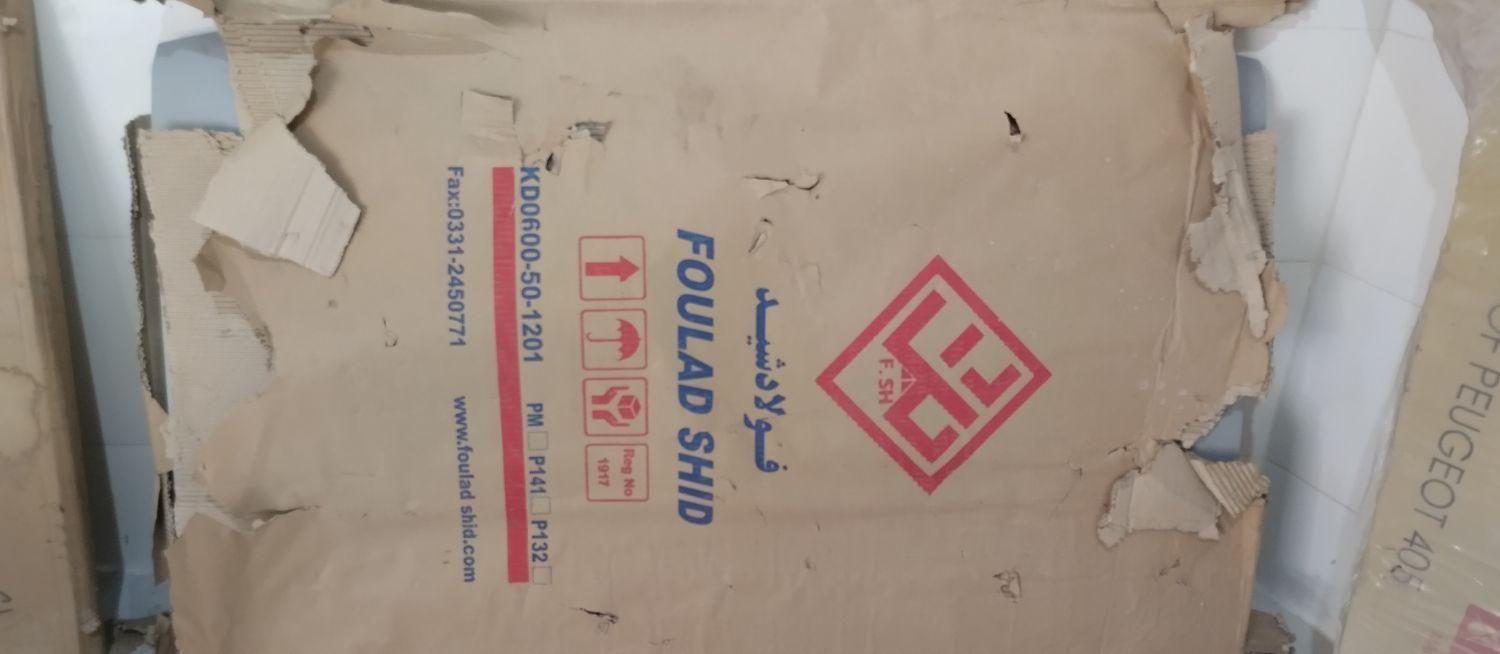 F.SH
فولادشید
FOULAD SHID
Reg No
1917
KD0600-50-1201 PM P141 P132
Fax:0331-2450771 www.foulad shid.com
OF PEUGEOT 405